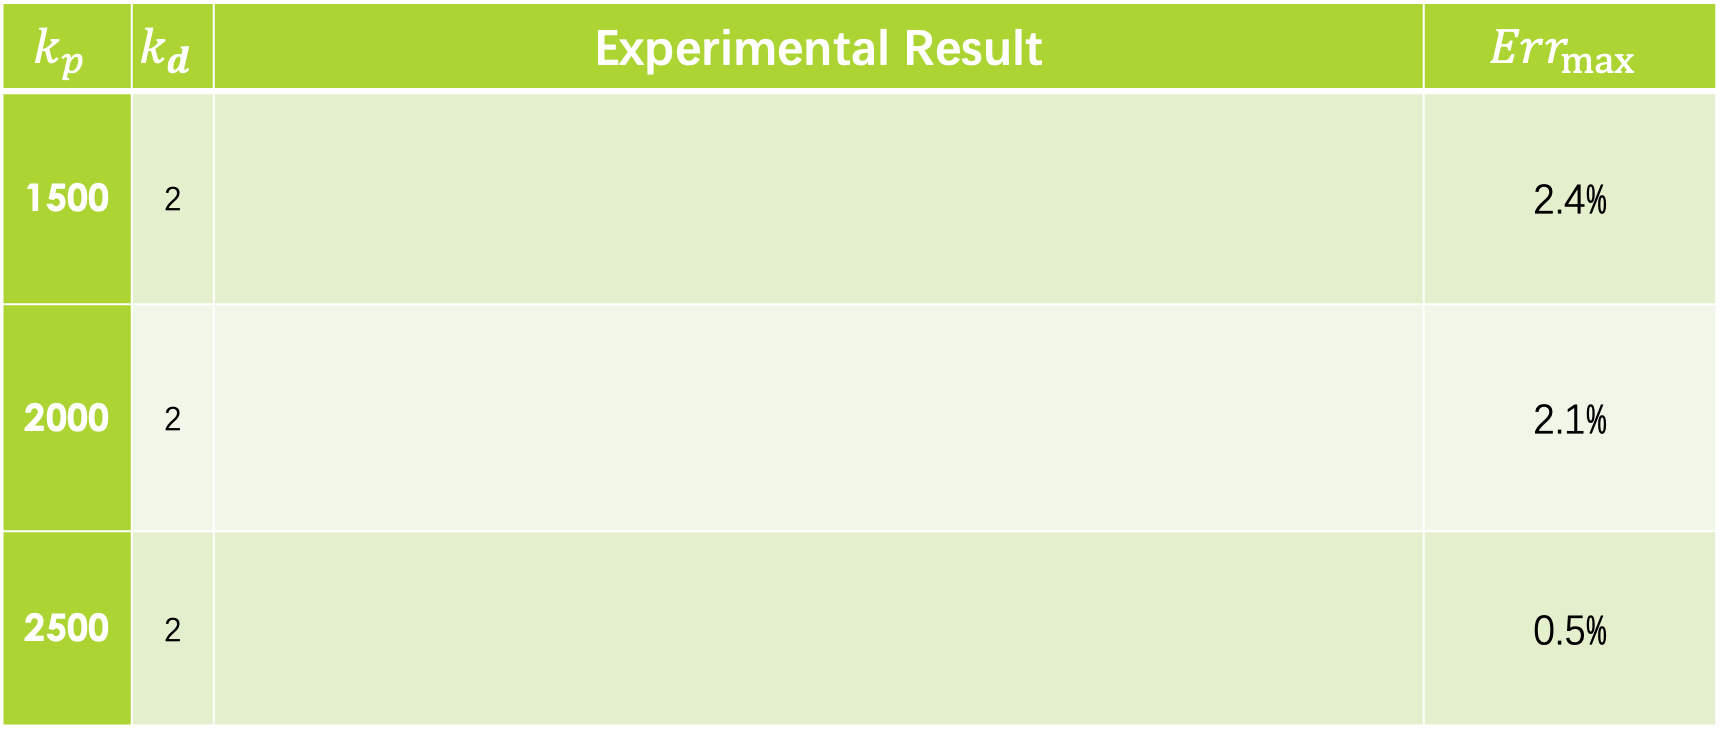 k_p k_d Experimental Result Err_max
1500 2 2.4%
2000 2 2.1%
2500 2 0.5%